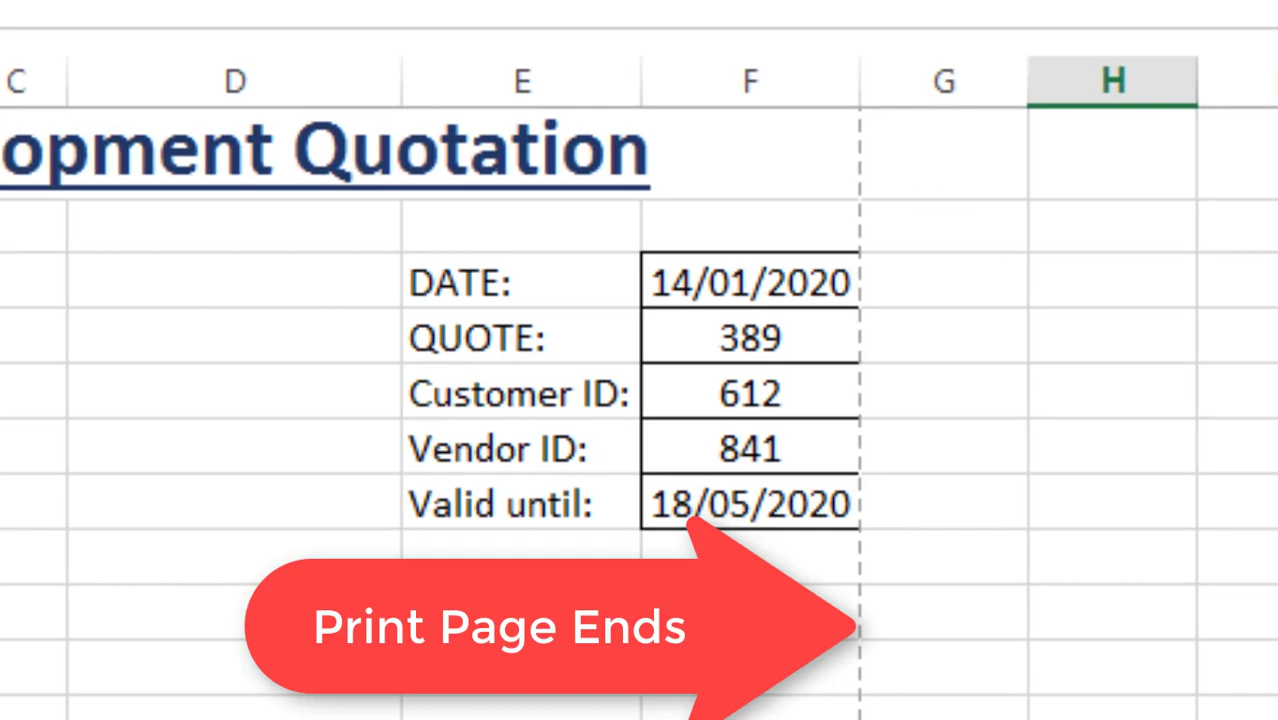 C D E F G H
opment Quotation
DATE: 14/01/2020
QUOTE: 389
Customer ID: 612
Vendor ID: 841
Valid until: 18/05/2020
Print Page Ends